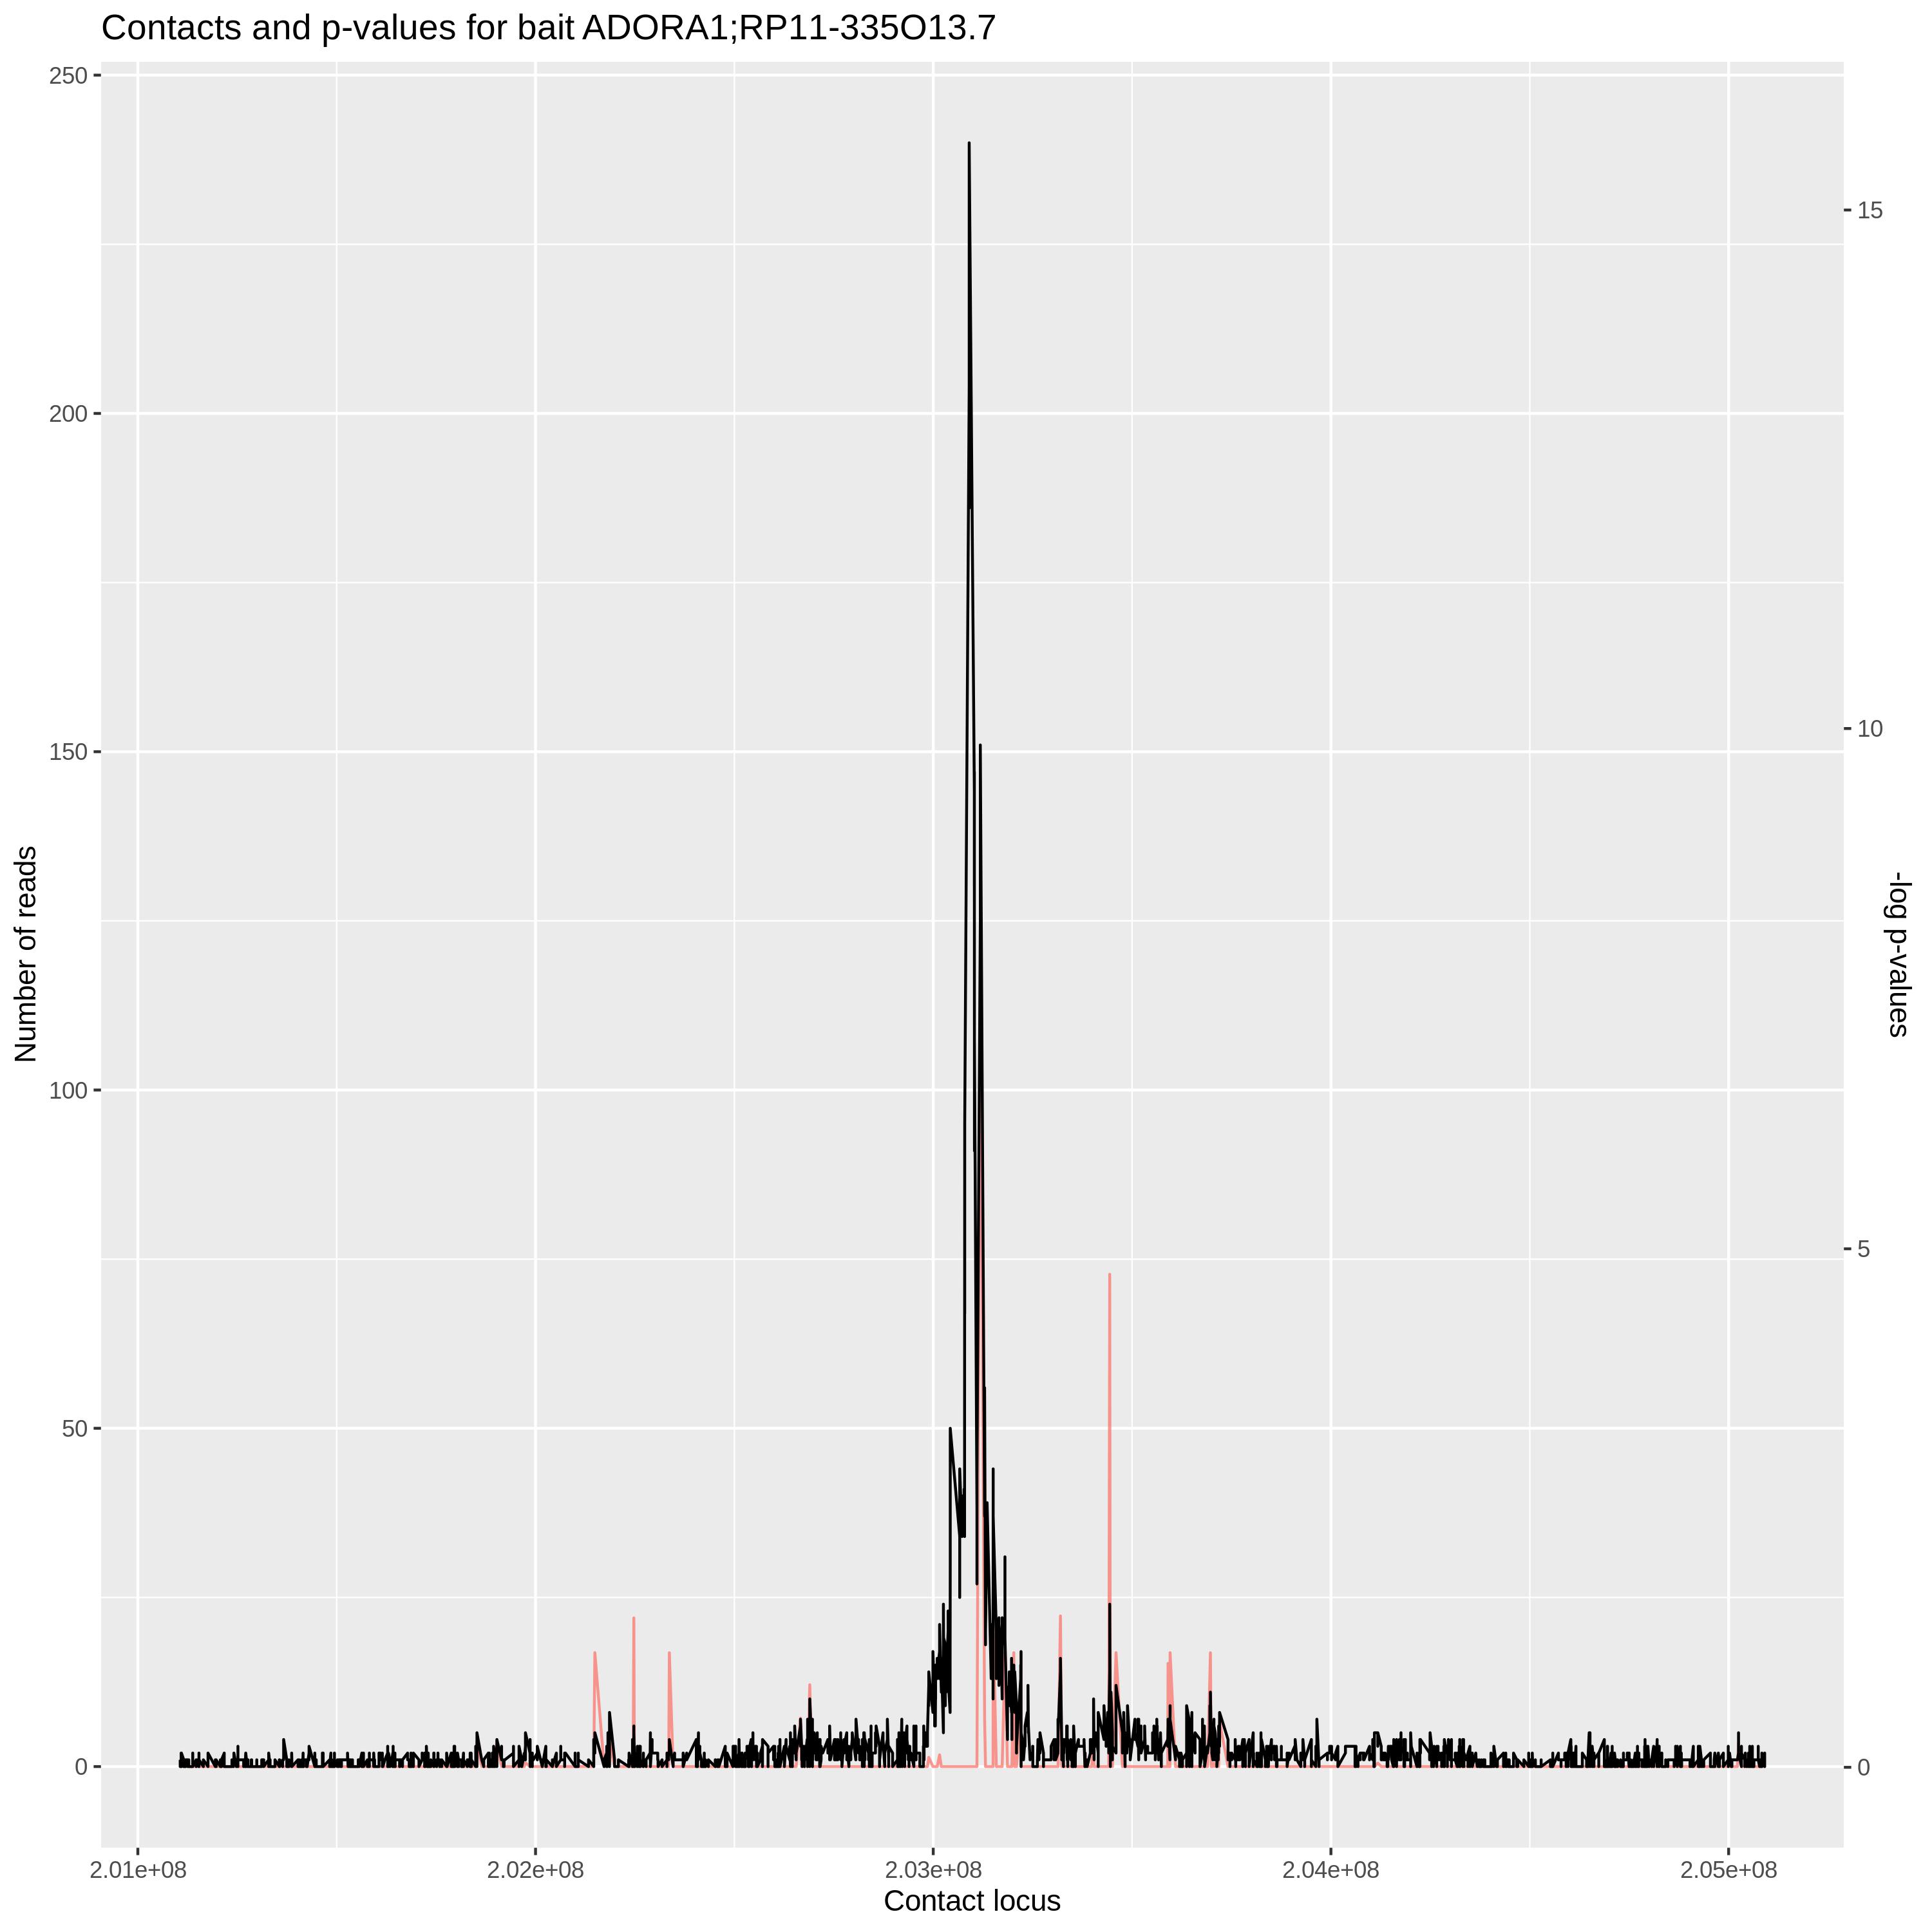 Contacts and p-values for bait ADORA1;RP11-335O13.7
250
200
150
100
50
0
Number of reads
15
10
5
0
-log p-values
2.01e+08 2.02e+08 2.03e+08 2.04e+08 2.05e+08
Contact locus